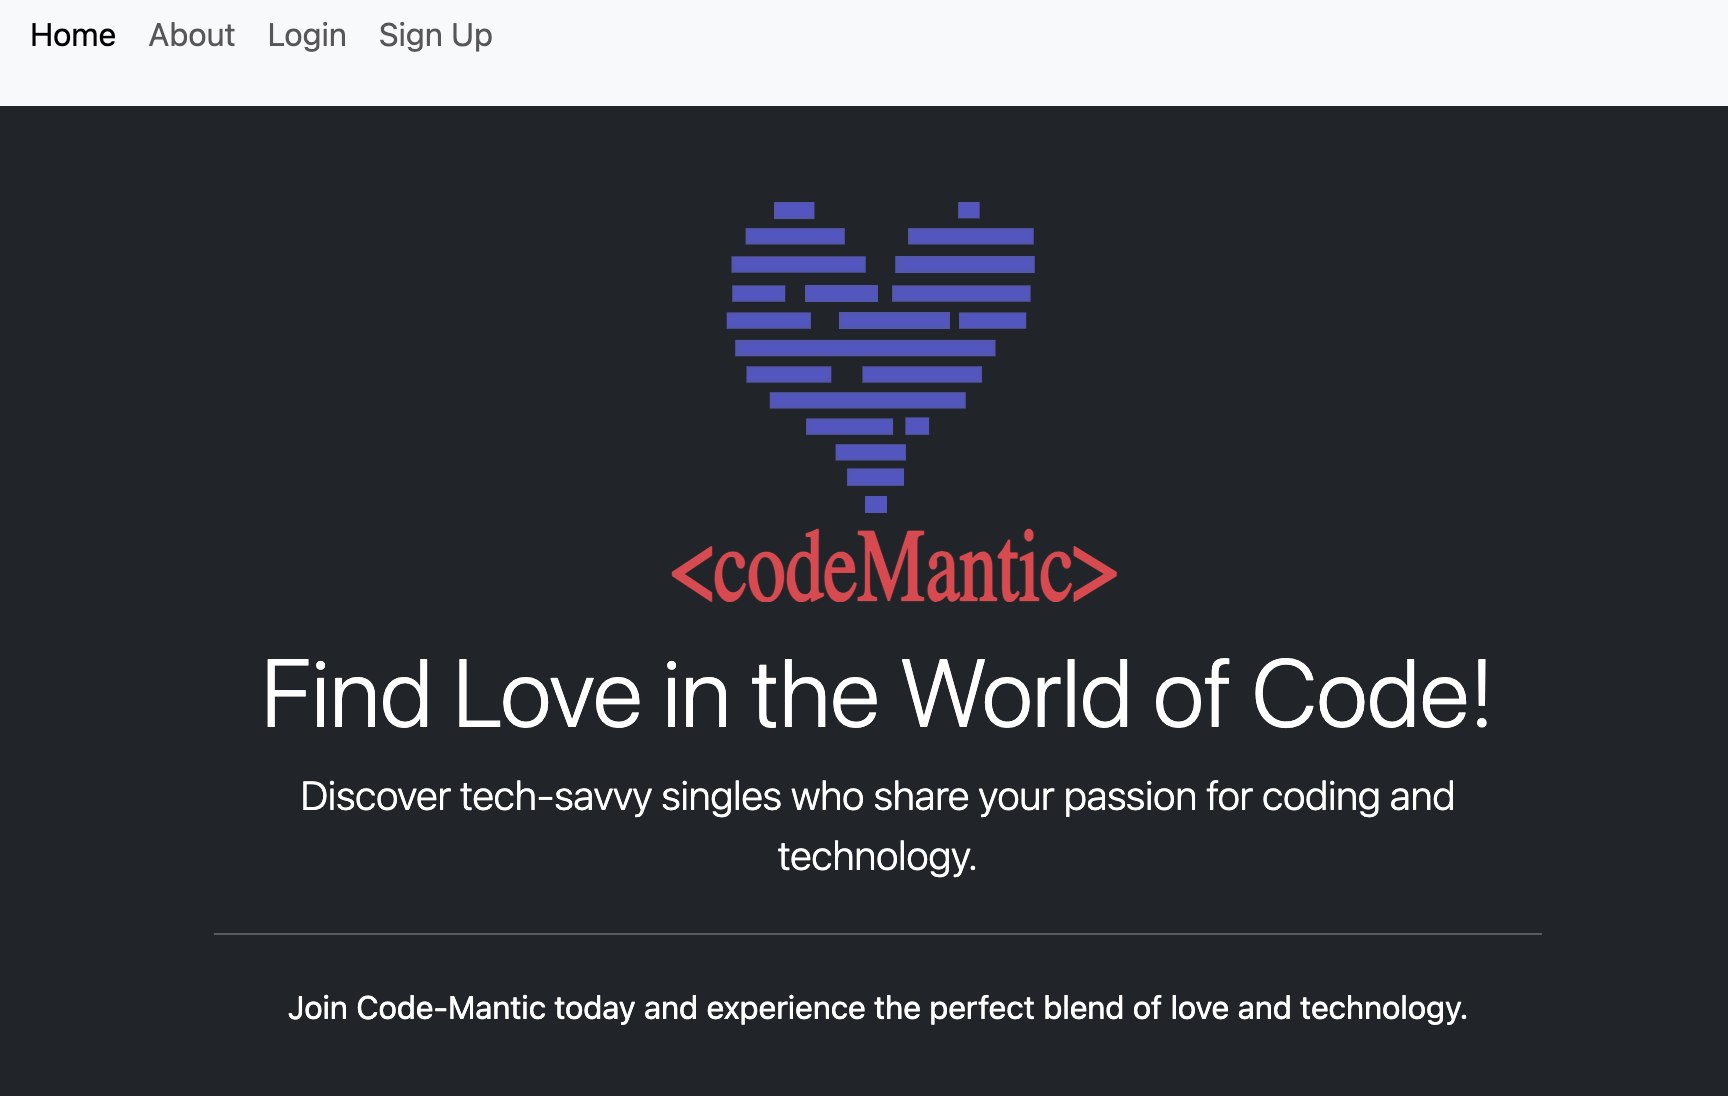 Home About Login Sign Up
<codeMantic>
Find Love in the World of Code!
Discover tech-savvy singles who share your passion for coding and
technology.
Join Code-Mantic today and experience the perfect blend of love and technology.